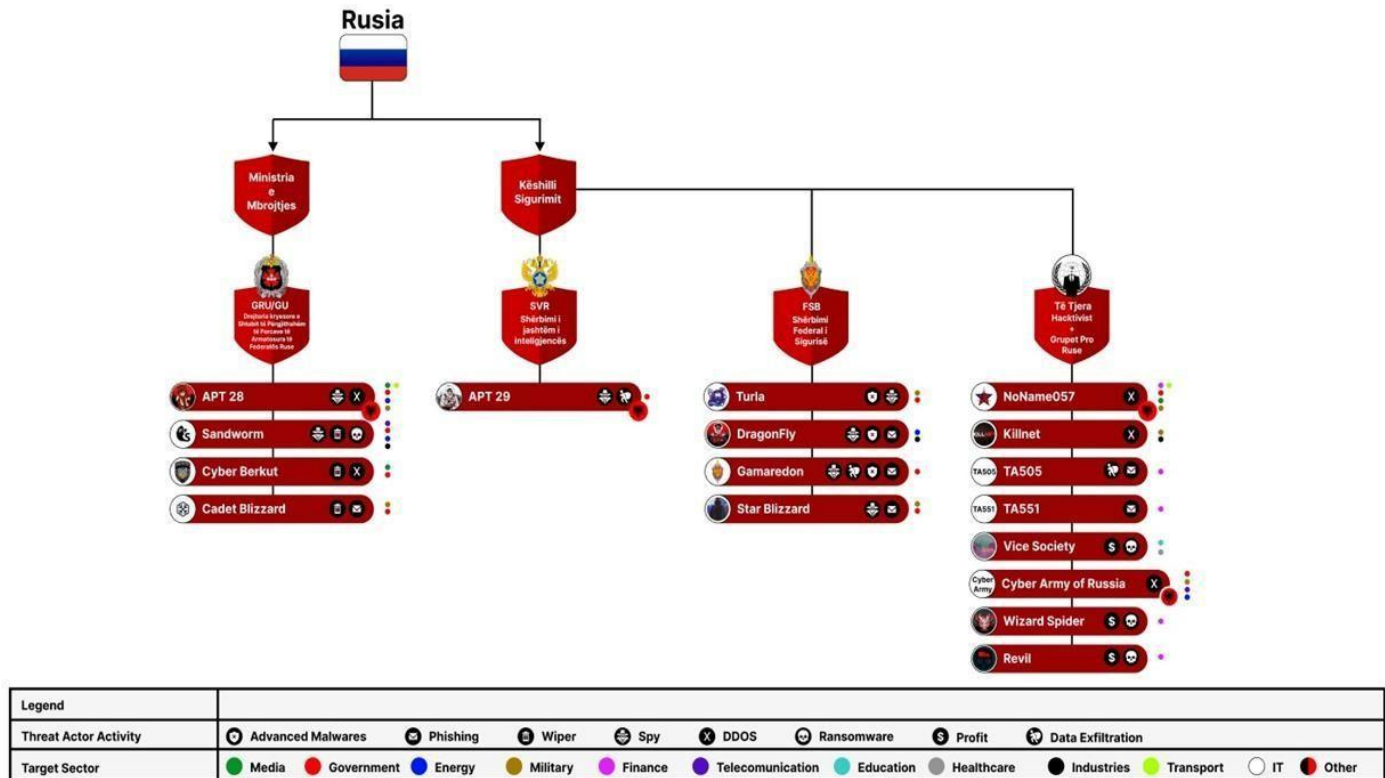 Rusia
Ministria
e
Mbrojtjes
Këshilli
Sigurimit
GRU/GU
Drejtoria kryesore e
Shtabit të Përgjithshëm
të Forcave të
Armatosura të
Federatës Ruse
SVR
Shërbimi i
jashtëm i
inteligjencës
FSB
Shërbimi
Federal i
Sigurisë
Të Tjera
Hacktivist
+
Grupet Pro
Ruse
APT 28
Sandworm
Cyber Berkut
Cadet Blizzard
APT 29
Turla
DragonFly
Gamaredon
Star Blizzard
NoName057
KILLNET Killnet
TA505 TA505
TA551 TA551
Vice Society
Cyber
Army
Cyber Army of Russia
Wizard Spider
Revil
Legend
Threat Actor Activity Advanced Malwares Phishing Wiper Spy DDOS Ransomware Profit Data Exfiltration
Target Sector Media Government Energy Military Finance Telecomunication Education Healthcare Industries Transport IT Other